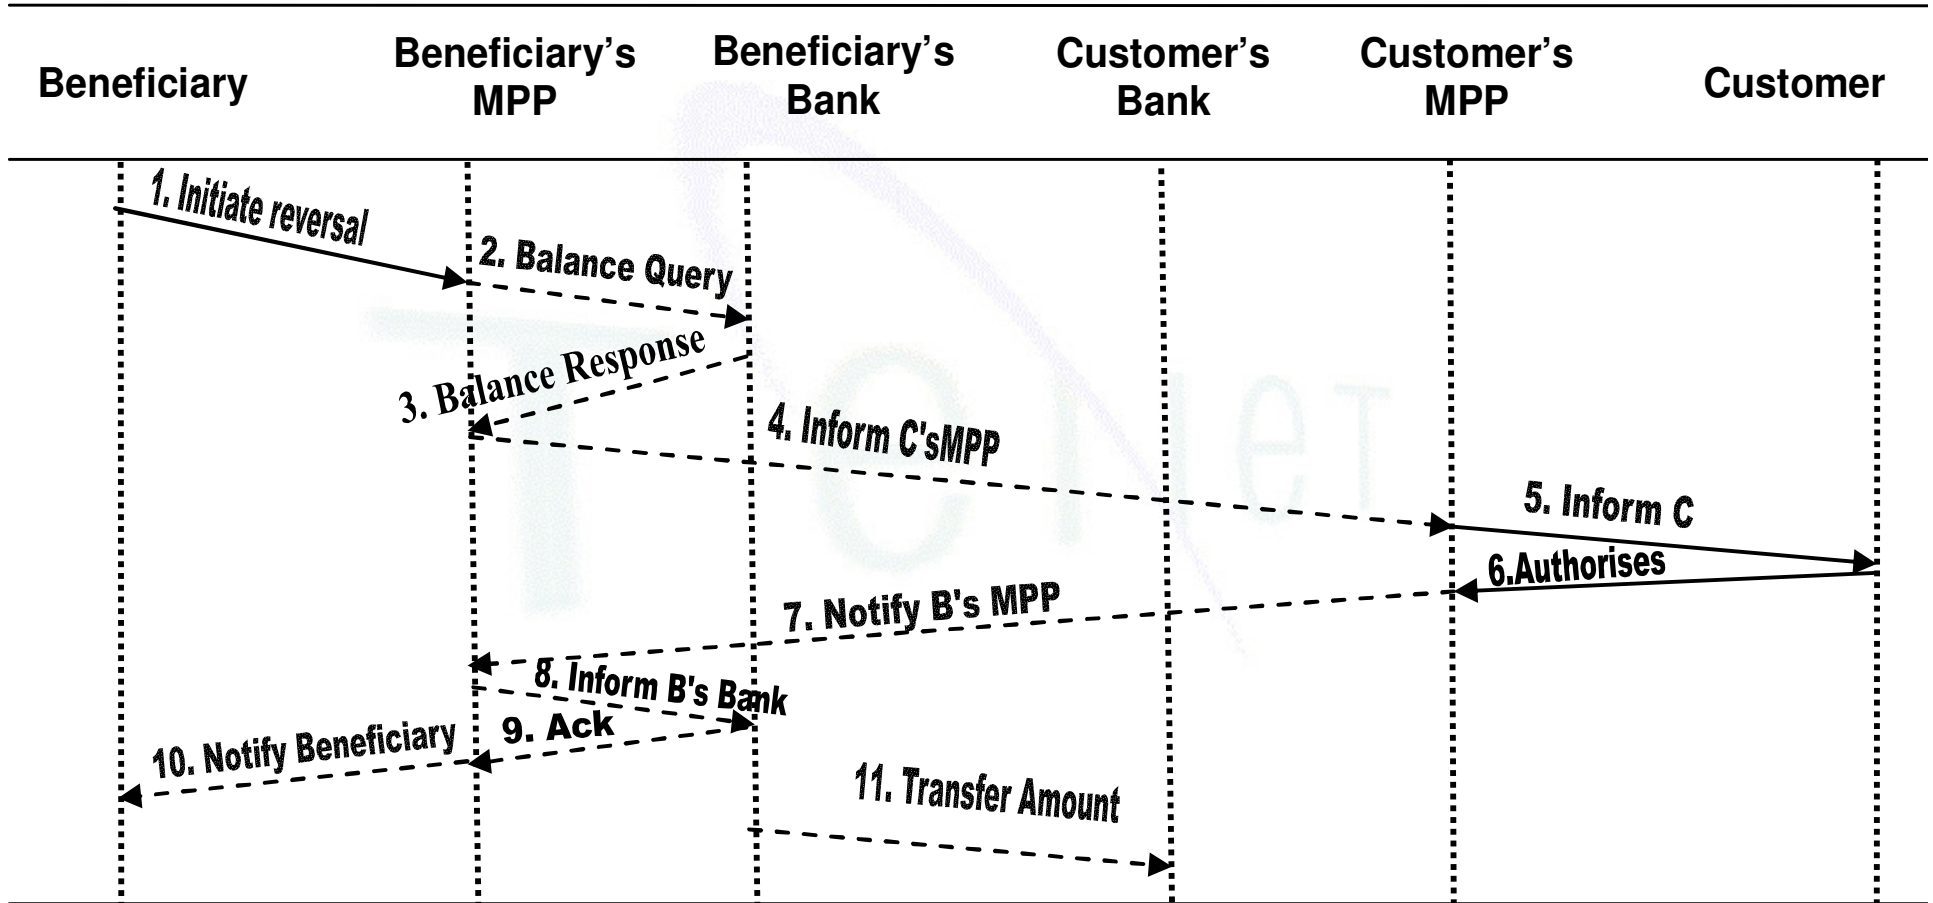 Beneficiary
Beneficiary's
MPP
Beneficiary's
Bank
Customer's
Bank
Customer's
MPP
Customer
1. Initiate reversal
2. Balance Query
3. Balance Response
4. Inform C'sMPP
5. Inform C
6.Authorises
7. Notify B's MPP
8. Inform B's Bank
9. Ack
10. Notify Beneficiary
11. Transfer Amount
TeNeT